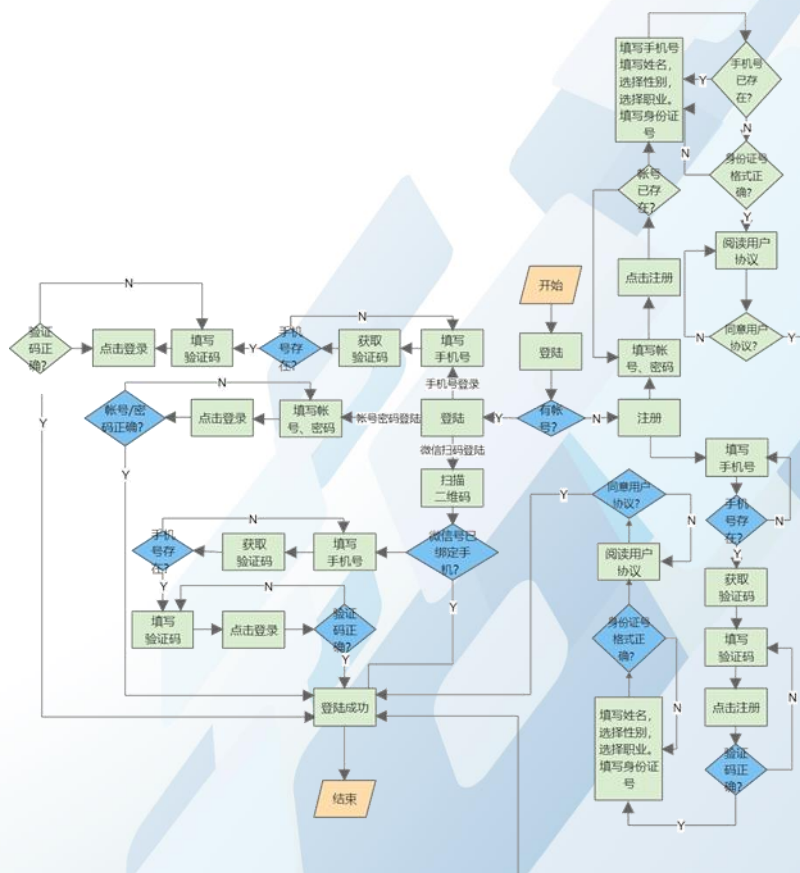 填写手机号
填写姓名，
选择性别，
选择职业。
填写身份证
号
手机号
已存
在？
Y
N
身份证号
格式正
确？
N
Y
帐号
已存
在？
阅读用户
协议
点击注册
同意用户
协议？
N
Y
填写帐
号、密码
开始
登陆
有帐
号？
Y
N
注册
N
验证
码正
确？
点击登录
填写
验证码
Y
手机
号存
在？
N
获取
验证码
填写
手机号
手机号登录
Y
N
帐号/密
码正确？
点击登录
填写帐
号、密码
帐号密码登陆
登陆
微信扫码登陆
扫描
二维码
Y
微信号已
绑定手
机？
Y
N
手机
号存
在？
获取
验证码
填写
手机号
Y
N
填写
验证码
点击登录
验证
码正
确？
Y
登陆成功
结束
填写
手机号
手机
号存
在？
N
Y
获取
验证码
填写
验证码
点击注册
N
验证
码正
确？
Y
填写姓名，
选择性别，
选择职业。
填写身份证
号
N
身份证号
格式正
确？
阅读用户
协议
N
同意用户
协议？
Y